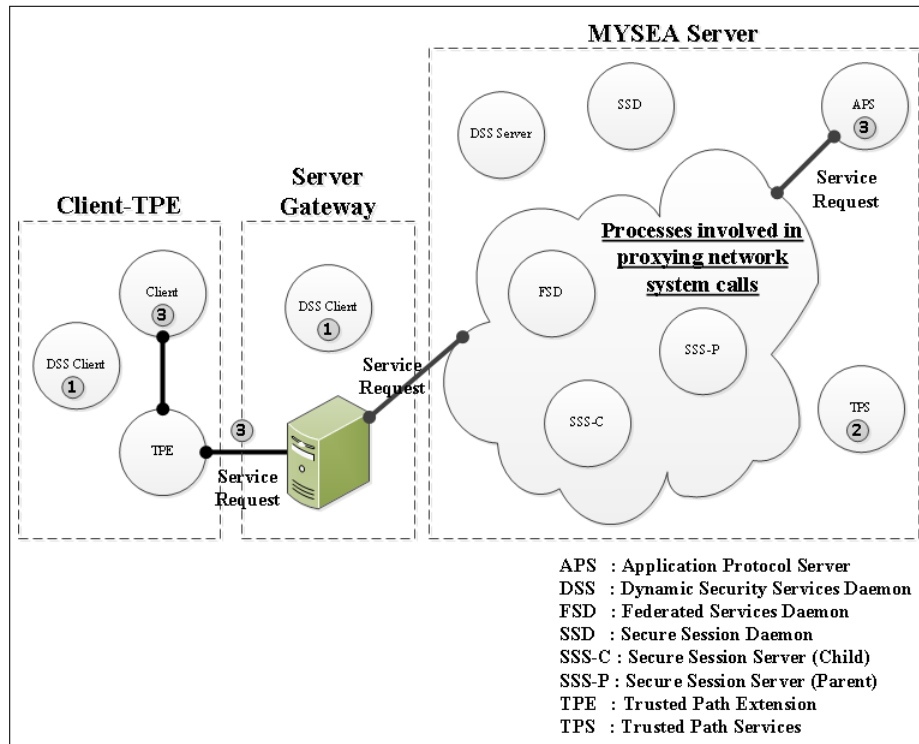 MYSEA Server
SSD
APS
3
DSS Server
Service
Request
Server
Gateway
Client-TPE
Processes involved in
proxying network
system calls
Client
3
DSS Client
1
FSD
DSS Client
1
Service
Request
SSS-P
TPS
2
SSS-C
TPE
3
Service
Request
APS : Application Protocol Server
DSS : Dynamic Security Services Daemon
FSD : Federated Services Daemon
SSD : Secure Session Daemon
SSS-C : Secure Session Server (Child)
SSS-P : Secure Session Server (Parent)
TPE : Trusted Path Extension
TPS : Trusted Path Services